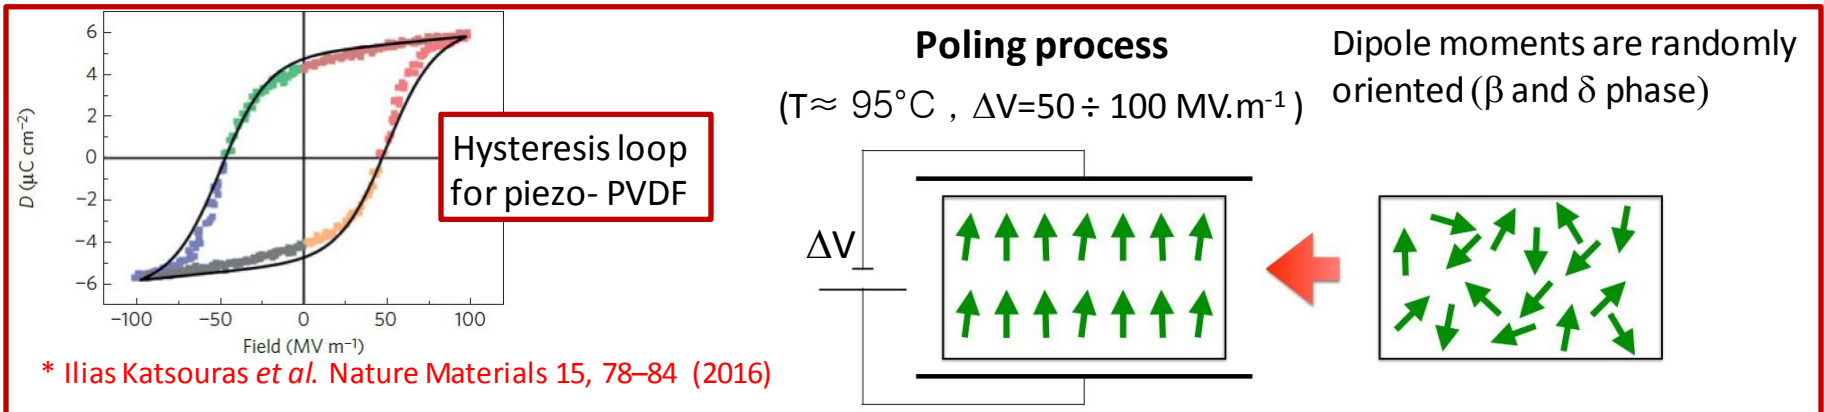 6
4
2
0
−2
−4
−6
D (µC cm⁻²)
−100
−50
0
50
100
Field (MV m⁻¹)
Hysteresis loop
for piezo- PVDF
* Ilias Katsouras et al. Nature Materials 15, 78–84 (2016)
Poling process
(T≈ 95°C , ΔV=50 ÷ 100 MV.m⁻¹ )
ΔV
Dipole moments are randomly
oriented (β and δ phase)